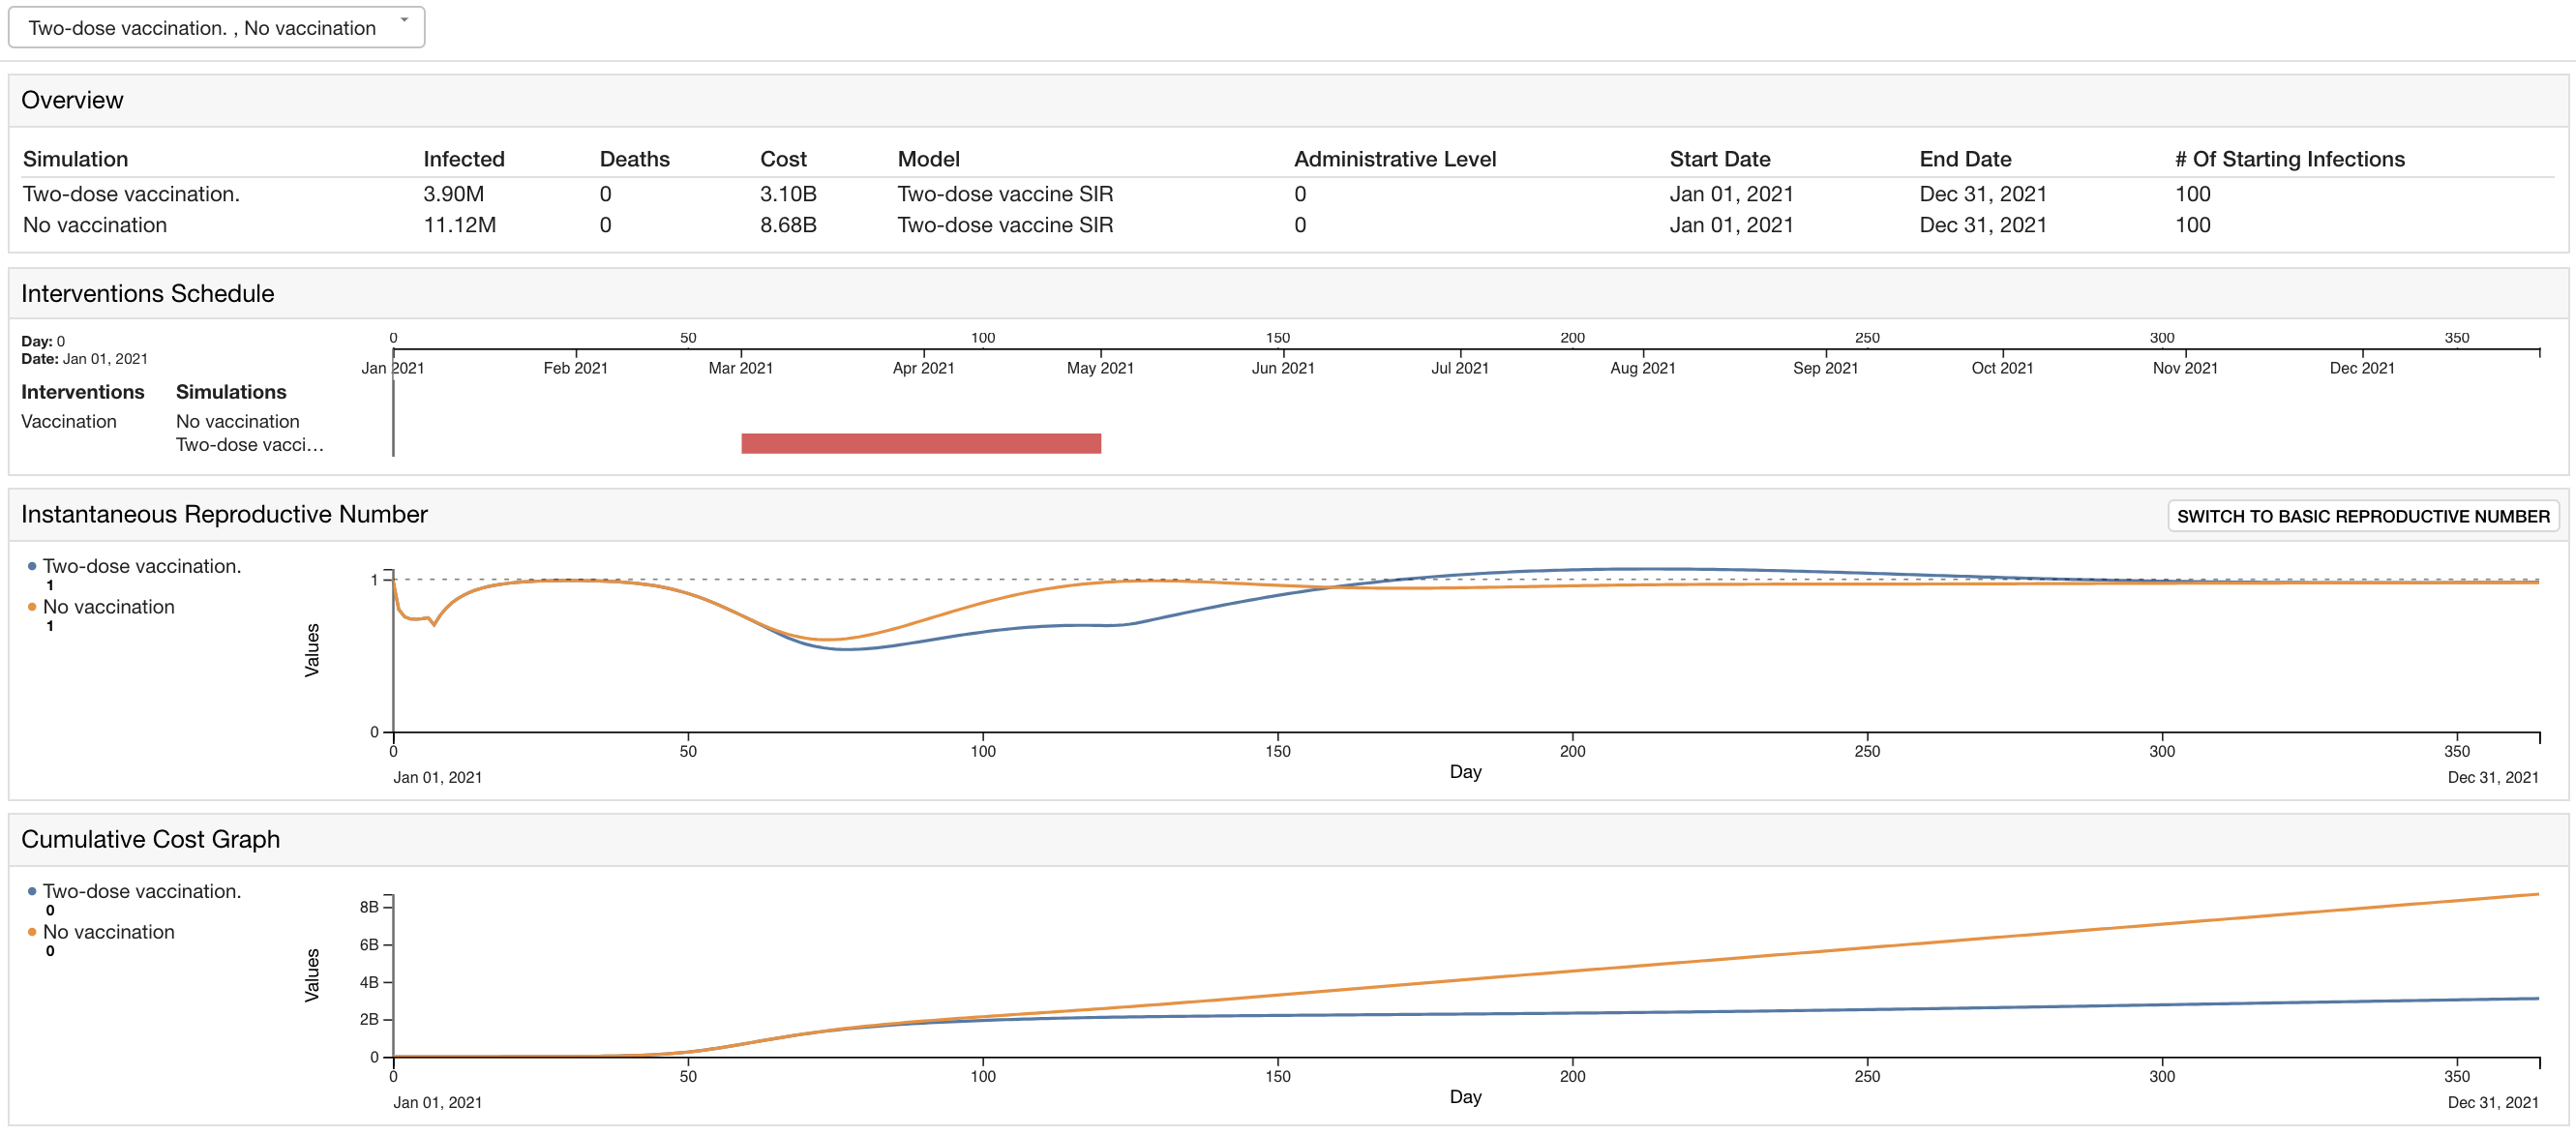 Two-dose vaccination. , No vaccination
Overview
Simulation Infected Deaths Cost Model Administrative Level Start Date End Date # Of Starting Infections
Two-dose vaccination. 3.90M 0 3.10B Two-dose vaccine SIR 0 Jan 01, 2021 Dec 31, 2021 100
No vaccination 11.12M 0 8.68B Two-dose vaccine SIR 0 Jan 01, 2021 Dec 31, 2021 100
Interventions Schedule
Day: 0
Date: Jan 01, 2021
0 50 100 150 200 250 300 350
Jan 2021 Feb 2021 Mar 2021 Apr 2021 May 2021 Jun 2021 Jul 2021 Aug 2021 Sep 2021 Oct 2021 Nov 2021 Dec 2021
Interventions Simulations
Vaccination No vaccination
Two-dose vacci…
Instantaneous Reproductive Number
SWITCH TO BASIC REPRODUCTIVE NUMBER
Two-dose vaccination.
1
No vaccination
1
Values
1
0
0 50 100 150 200 250 300 350
Day
Jan 01, 2021 Dec 31, 2021
Cumulative Cost Graph
Two-dose vaccination.
0
No vaccination
0
Values
8B
6B
4B
2B
0
0 50 100 150 200 250 300 350
Day
Jan 01, 2021 Dec 31, 2021